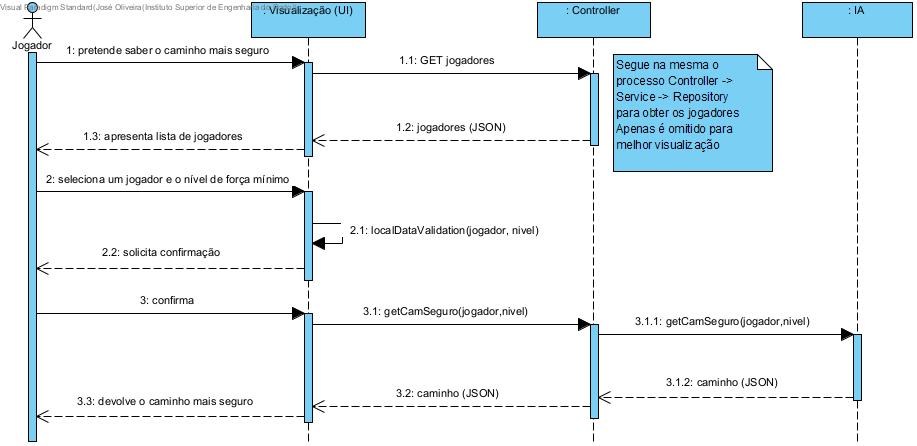 Visual Paradigm Standard(José Oliveira(Instituto Superior de Engenharia do
: Visualização (UI)
: Controller
: IA
Jogador
1: pretende saber o caminho mais seguro
1.1: GET jogadores
Segue na mesma o
processo Controller ->
Service -> Repository
para obter os jogadores
Apenas é omitido para
melhor visualização
1.2: jogadores (JSON)
1.3: apresenta lista de jogadores
2: seleciona um jogador e o nível de força mínimo
2.1: localDataValidation(jogador, nivel)
2.2: solicita confirmação
3: confirma
3.1: getCamSeguro(jogador,nivel)
3.1.1: getCamSeguro(jogador,nivel)
3.1.2: caminho (JSON)
3.2: caminho (JSON)
3.3: devolve o caminho mais seguro